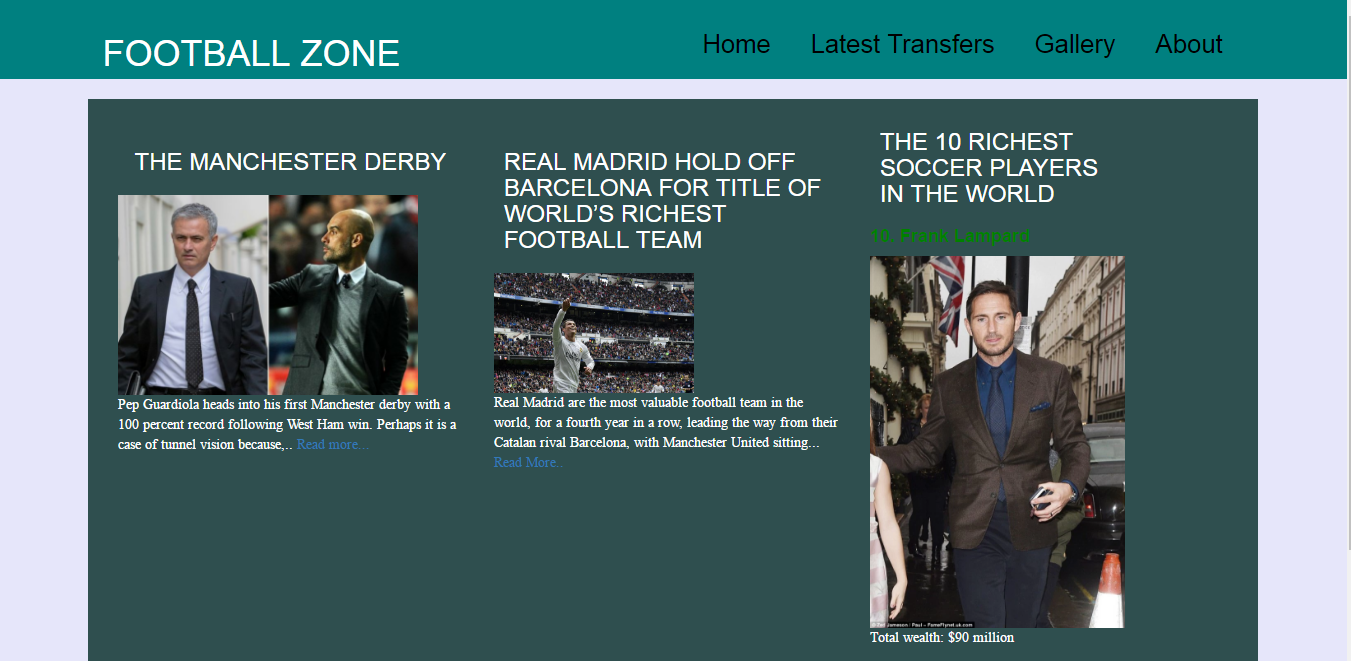 FOOTBALL ZONE
Home Latest Transfers Gallery About
THE MANCHESTER DERBY
Pep Guardiola heads into his first Manchester derby with a
100 percent record following West Ham win. Perhaps it is a
case of tunnel vision because,.. Read more...
REAL MADRID HOLD OFF
BARCELONA FOR TITLE OF
WORLD’S RICHEST
FOOTBALL TEAM
Real Madrid are the most valuable football team in the
world, for a fourth year in a row, leading the way from their
Catalan rival Barcelona, with Manchester United sitting...
Read More..
THE 10 RICHEST
SOCCER PLAYERS
IN THE WORLD
10. Frank Lampard
Total wealth: $90 million